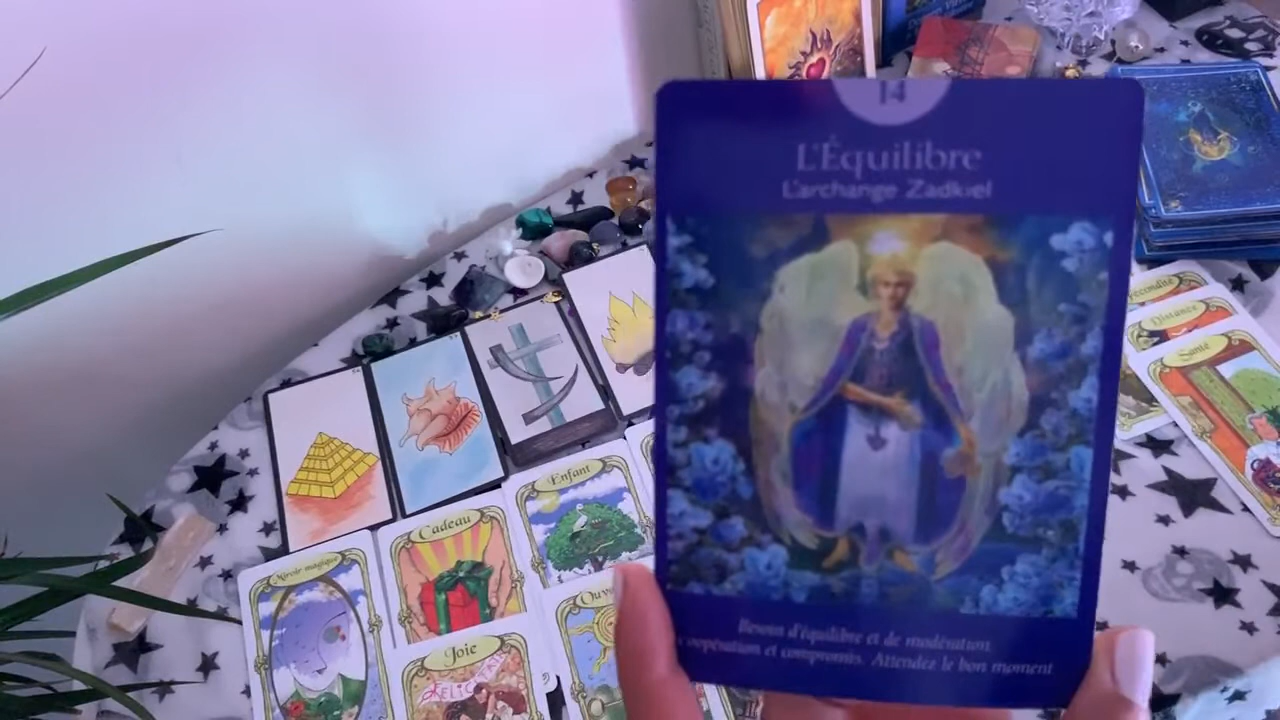 14
L'Équilibre
L'archange Zadkiel
Besoin d'équilibre et de modération
coopération et compromis. Attendez le bon moment
Fécondité
Distance
Santé
Enfant
Cadeau
Miroir magique
Joie